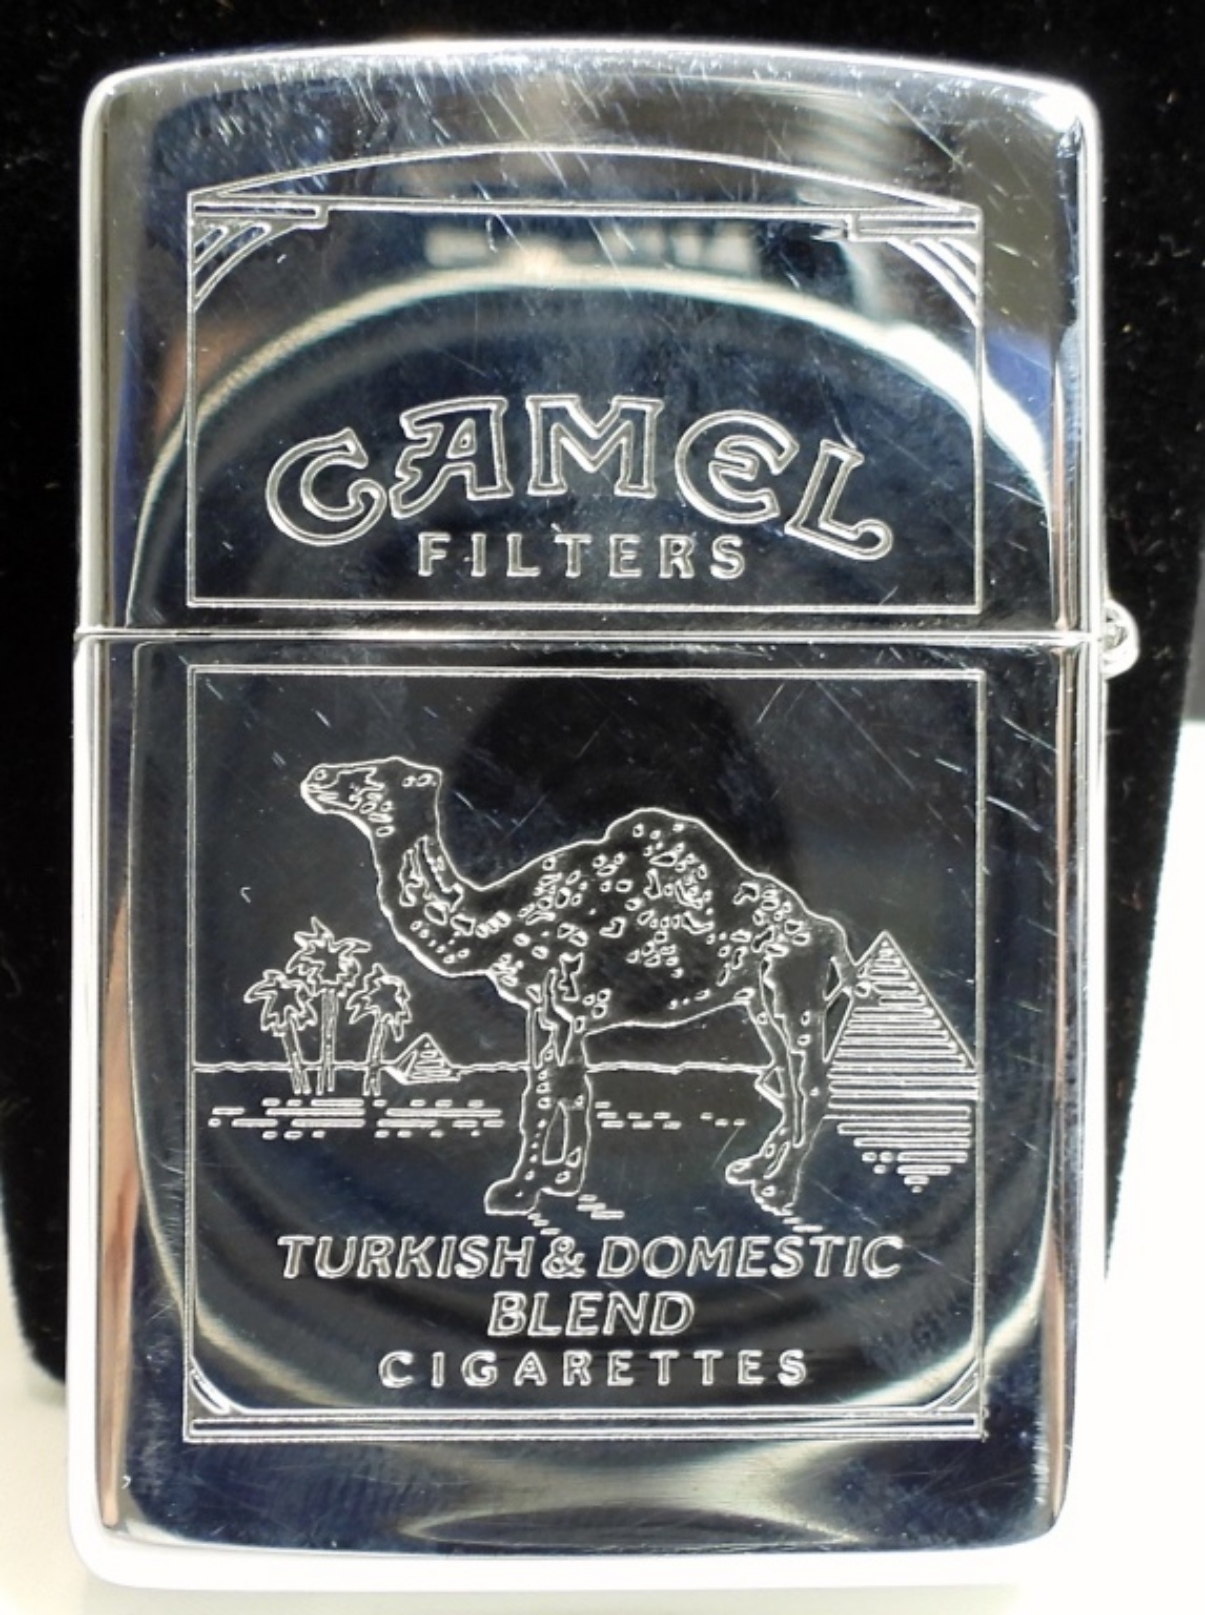 CAMEL
FILTERS
TURKISH & DOMESTIC
BLEND
CIGARETTES